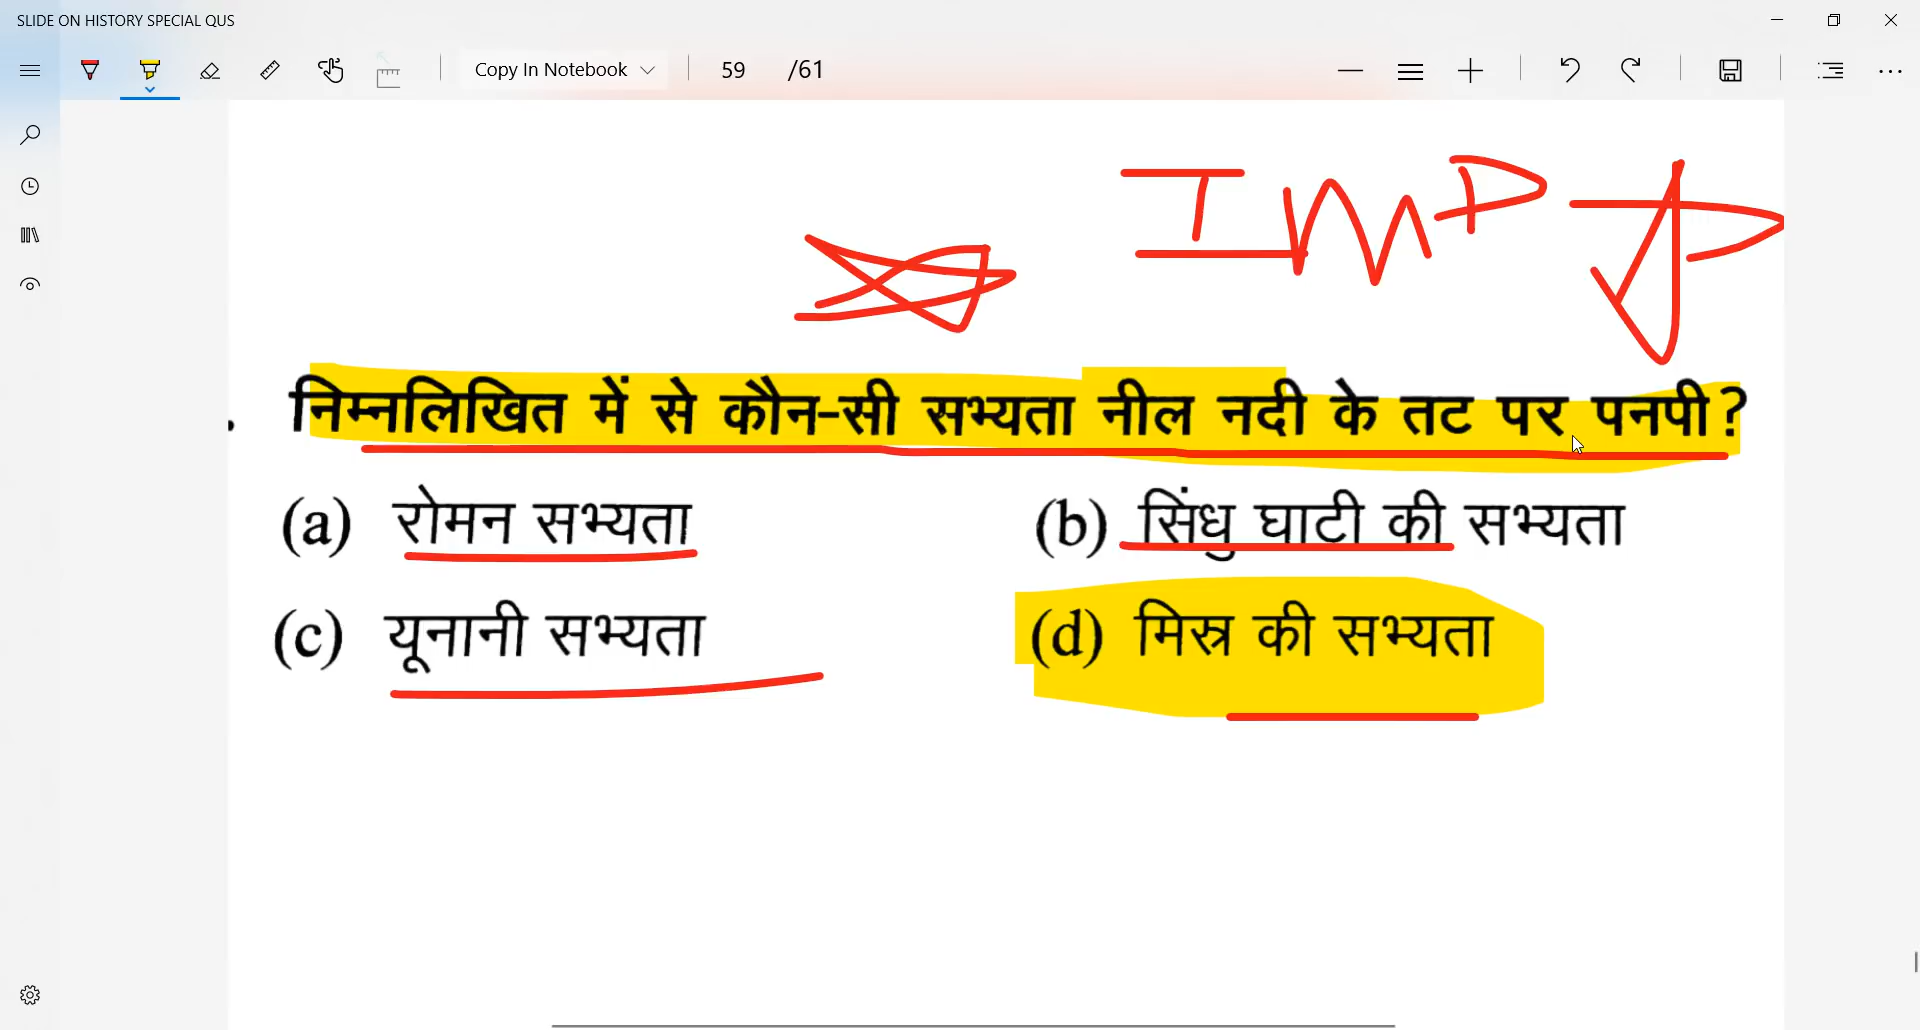 SLIDE ON HISTORY SPECIAL QUS
Copy In Notebook 59 /61
IMP
. निम्नलिखित में से कौन-सी सभ्यता नील नदी के तट पर पनपी?
(a) रोमन सभ्यता (b) सिंधु घाटी की सभ्यता
(c) यूनानी सभ्यता (d) मिस्र की सभ्यता